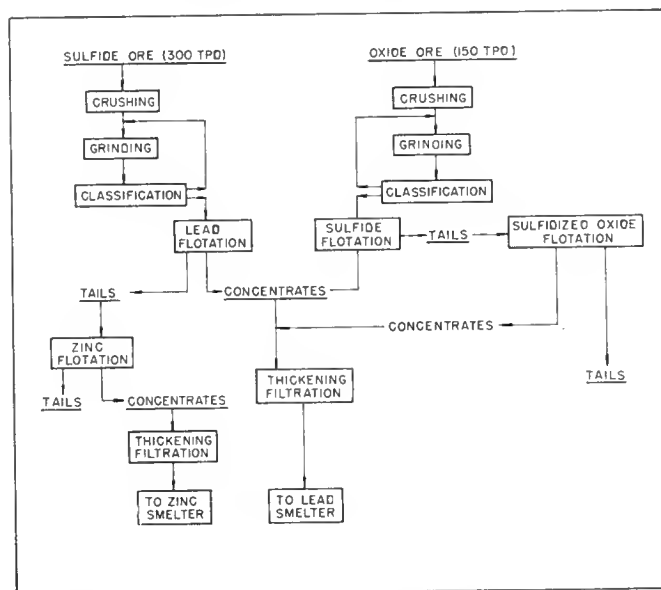 SULFIDE ORE (300 TPD)
OXIDE ORE (150 TPD)
CRUSHING
CRUSHING
GRINDING
GRINDING
CLASSIFICATION
CLASSIFICATION
LEAD
FLOTATION
SULFIDE
FLOTATION
TAILS
SULFIDIZED OXIDE
FLOTATION
TAILS
CONCENTRATES
CONCENTRATES
ZINC
FLOTATION
TAILS
CONCENTRATES
THICKENING
FILTRATION
TAILS
THICKENING
FILTRATION
TO ZINC
SMELTER
TO LEAD
SMELTER